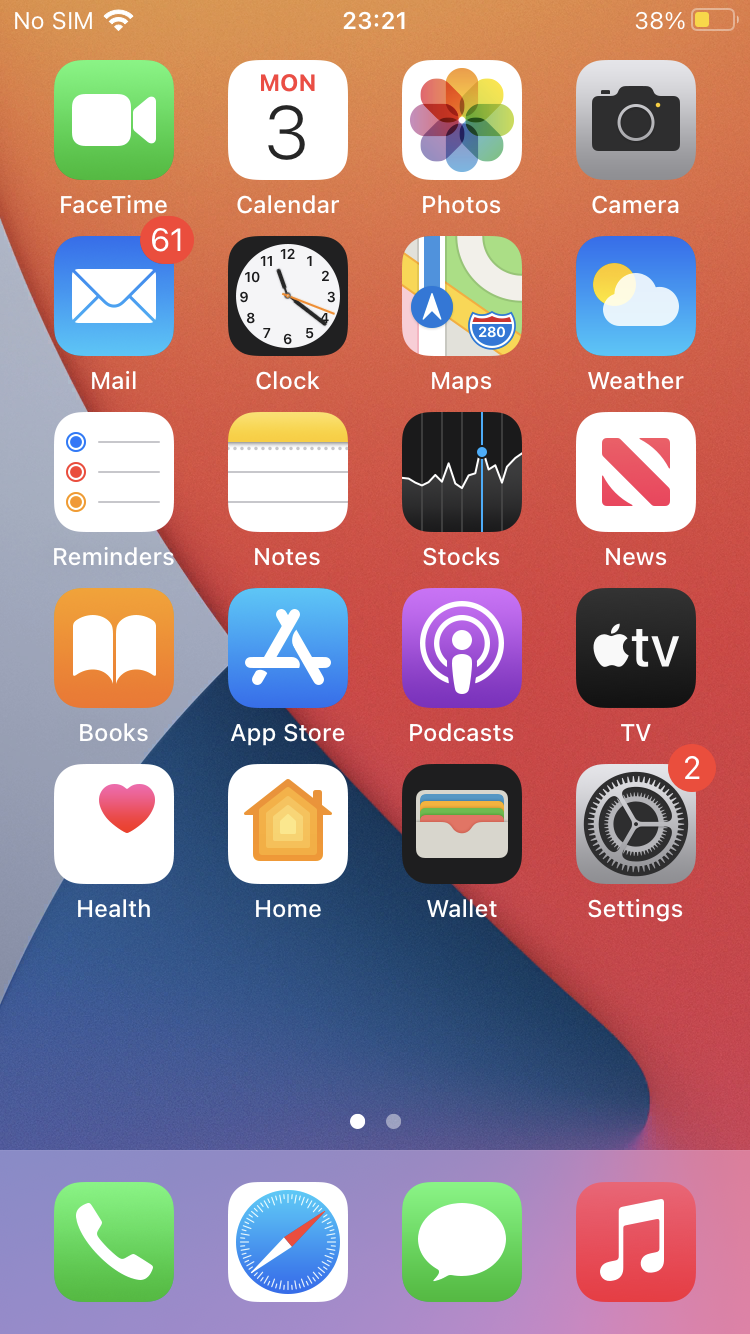 No SIM 23:21 38%
MON
3
FaceTime Calendar Photos Camera
61
12
11 1
10 2
9 3
8 4
7 5
6
280
Mail Clock Maps Weather
Reminders Notes Stocks News
tv
Books App Store Podcasts TV
2
Health Home Wallet Settings